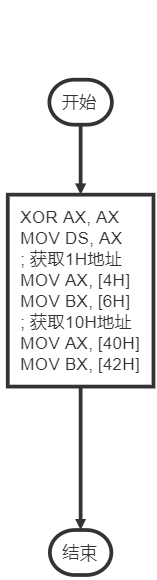 开始
XOR AX, AX
MOV DS, AX
; 获取1H地址
MOV AX, [4H]
MOV BX, [6H]
; 获取10H地址
MOV AX, [40H]
MOV BX, [42H]
结束